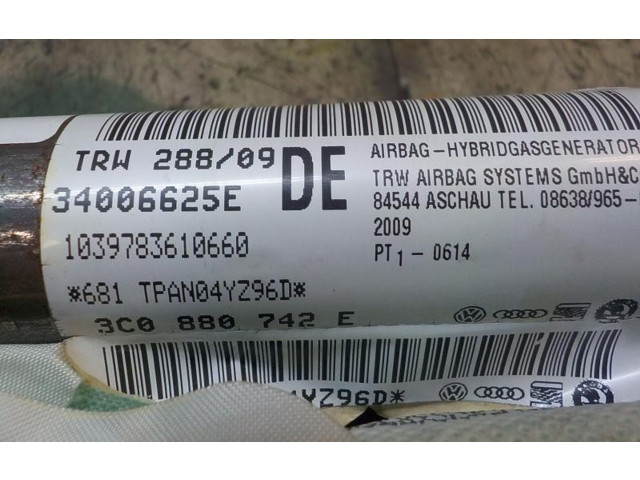 TRW 288/09
34006625E
1039783610660
*681 TPAN04YZ96D*
3C0 880 742 E
DE
AIRBAG-HYBRIDGASGENERATOR
TRW AIRBAG SYSTEMS GmbH&C
84544 ASCHAU TEL. 08638/965-
2009
PT1-0614
04YZ96D*